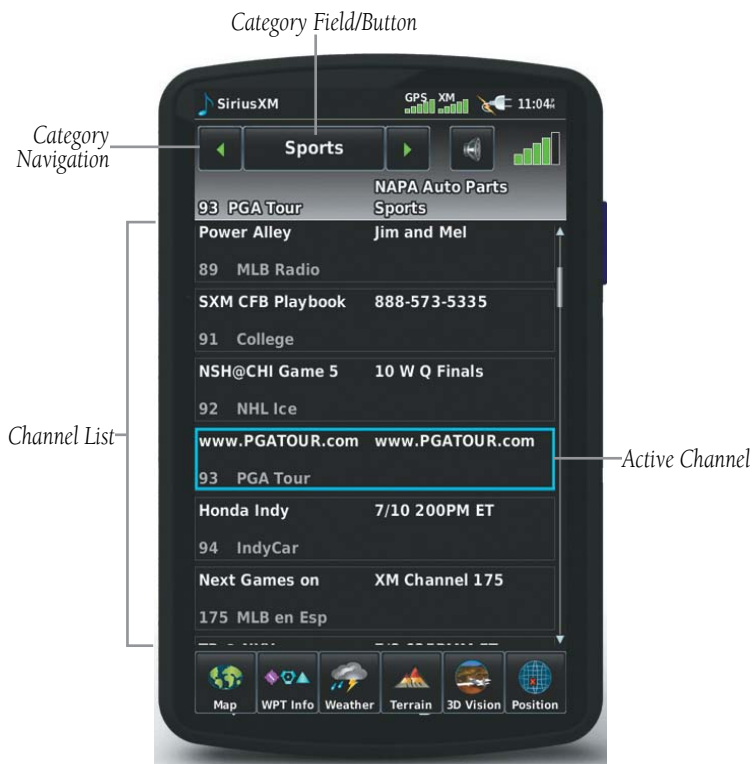 Category Field/Button
SiriusXM GPS XM 11:04
Category
Navigation
Sports
NAPA Auto Parts
93 PGA Tour Sports
Power Alley Jim and Mel
89 MLB Radio
SXM CFB Playbook 888-573-5335
91 College
NSH@CHI Game 5 10 W Q Finals
92 NHL Ice
Channel List
www.PGATOUR.com www.PGATOUR.com
Active Channel
93 PGA Tour
Honda Indy 7/10 200PM ET
94 IndyCar
Next Games on XM Channel 175
175 MLB en Esp
Map WPT Info Weather Terrain 3D Vision Position